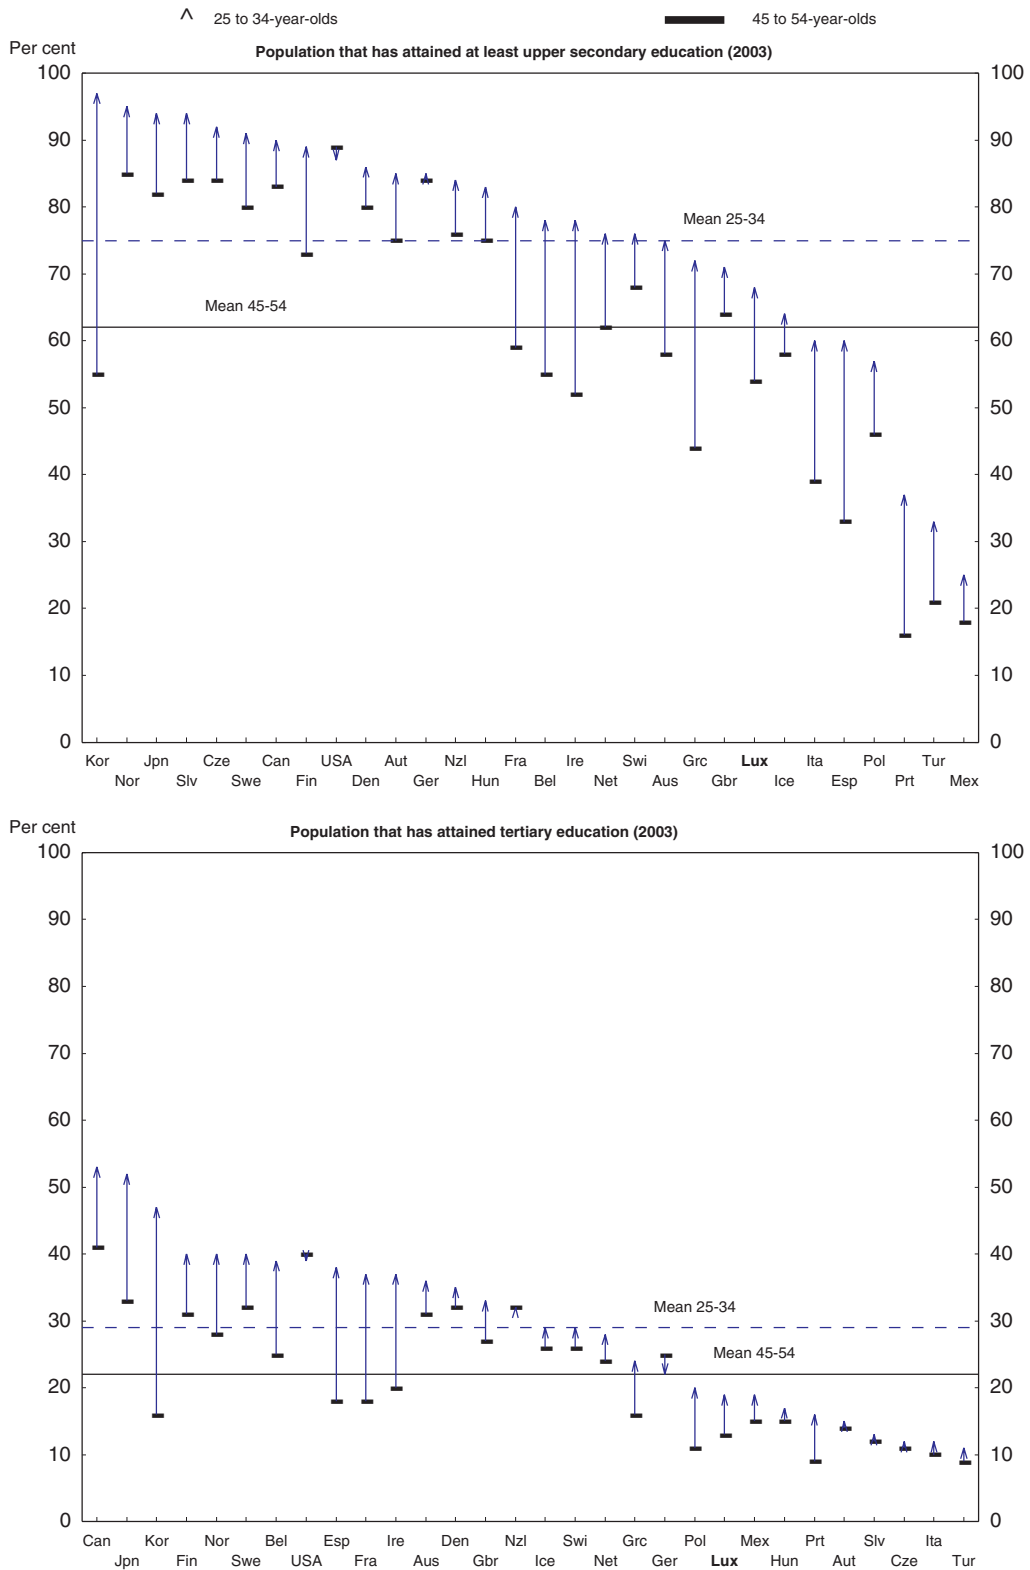 25 to 34-year-olds 45 to 54-year-olds
Per cent
Population that has attained at least upper secondary education (2003)
100 100
90 90
80 80
Mean 25-34
70 70
Mean 45-54
60 60
50 50
40 40
30 30
20 20
10 10
0 0
Kor Jpn Cze Can USA Aut Nzl Fra Ire Swi Grc Lux Ita Pol Tur
Nor Slv Swe Fin Den Ger Hun Bel Net Aus Gbr Ice Esp Prt Mex
Per cent
Population that has attained tertiary education (2003)
100 100
90 90
80 80
70 70
60 60
50 50
40 40
Mean 25-34
30 30
Mean 45-54
20 20
10 10
0 0
Can Kor Nor Bel Esp Ire Den Nzl Swi Grc Pol Mex Prt Slv Ita
Jpn Fin Swe USA Fra Aus Gbr Ice Net Ger Lux Hun Aut Cze Tur